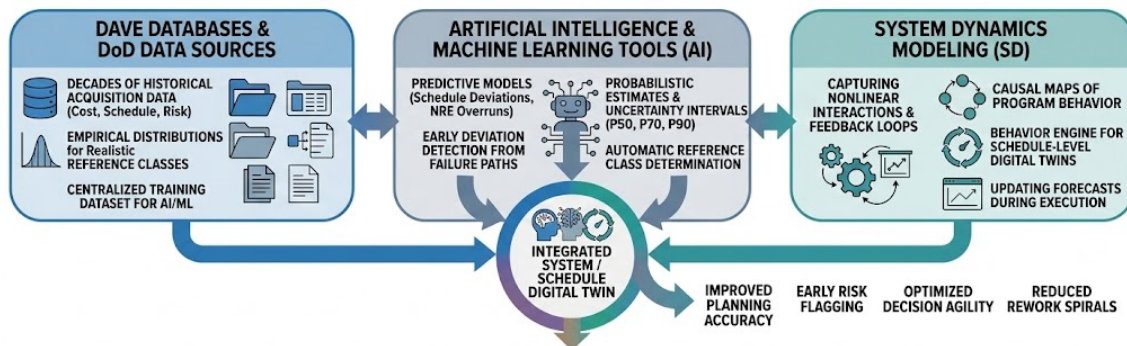 DAVE DATABASES &
DoD DATA SOURCES
DECADES OF HISTORICAL
ACQUISITION DATA
(Cost, Schedule, Risk)
EMPIRICAL DISTRIBUTIONS
for Realistic
REFERENCE CLASSES
CENTRALIZED TRAINING
DATASET FOR AI/ML
ARTIFICIAL INTELLIGENCE &
MACHINE LEARNING TOOLS (AI)
PREDICTIVE MODELS
(Schedule Deviations,
NRE Overruns)
EARLY DEVIATION
DETECTION FROM
FAILURE PATHS
PROBABILISTIC
ESTIMATES &
UNCERTAINTY INTERVALS
(P50, P70, P90)
AUTOMATIC REFERENCE
CLASS DETERMINATION
SYSTEM DYNAMICS
MODELING (SD)
CAPTURING
NONLINEAR
INTERACTIONS &
FEEDBACK LOOPS
CAUSAL MAPS OF
PROGRAM BEHAVIOR
BEHAVIOR ENGINE FOR
SCHEDULE-LEVEL
DIGITAL TWINS
UPDATING FORECASTS
DURING EXECUTION
INTEGRATED
SYSTEM /
SCHEDULE
DIGITAL TWIN
IMPROVED
PLANNING
ACCURACY
EARLY RISK
FLAGGING
OPTIMIZED
DECISION AGILITY
REDUCED
REWORK SPIRALS